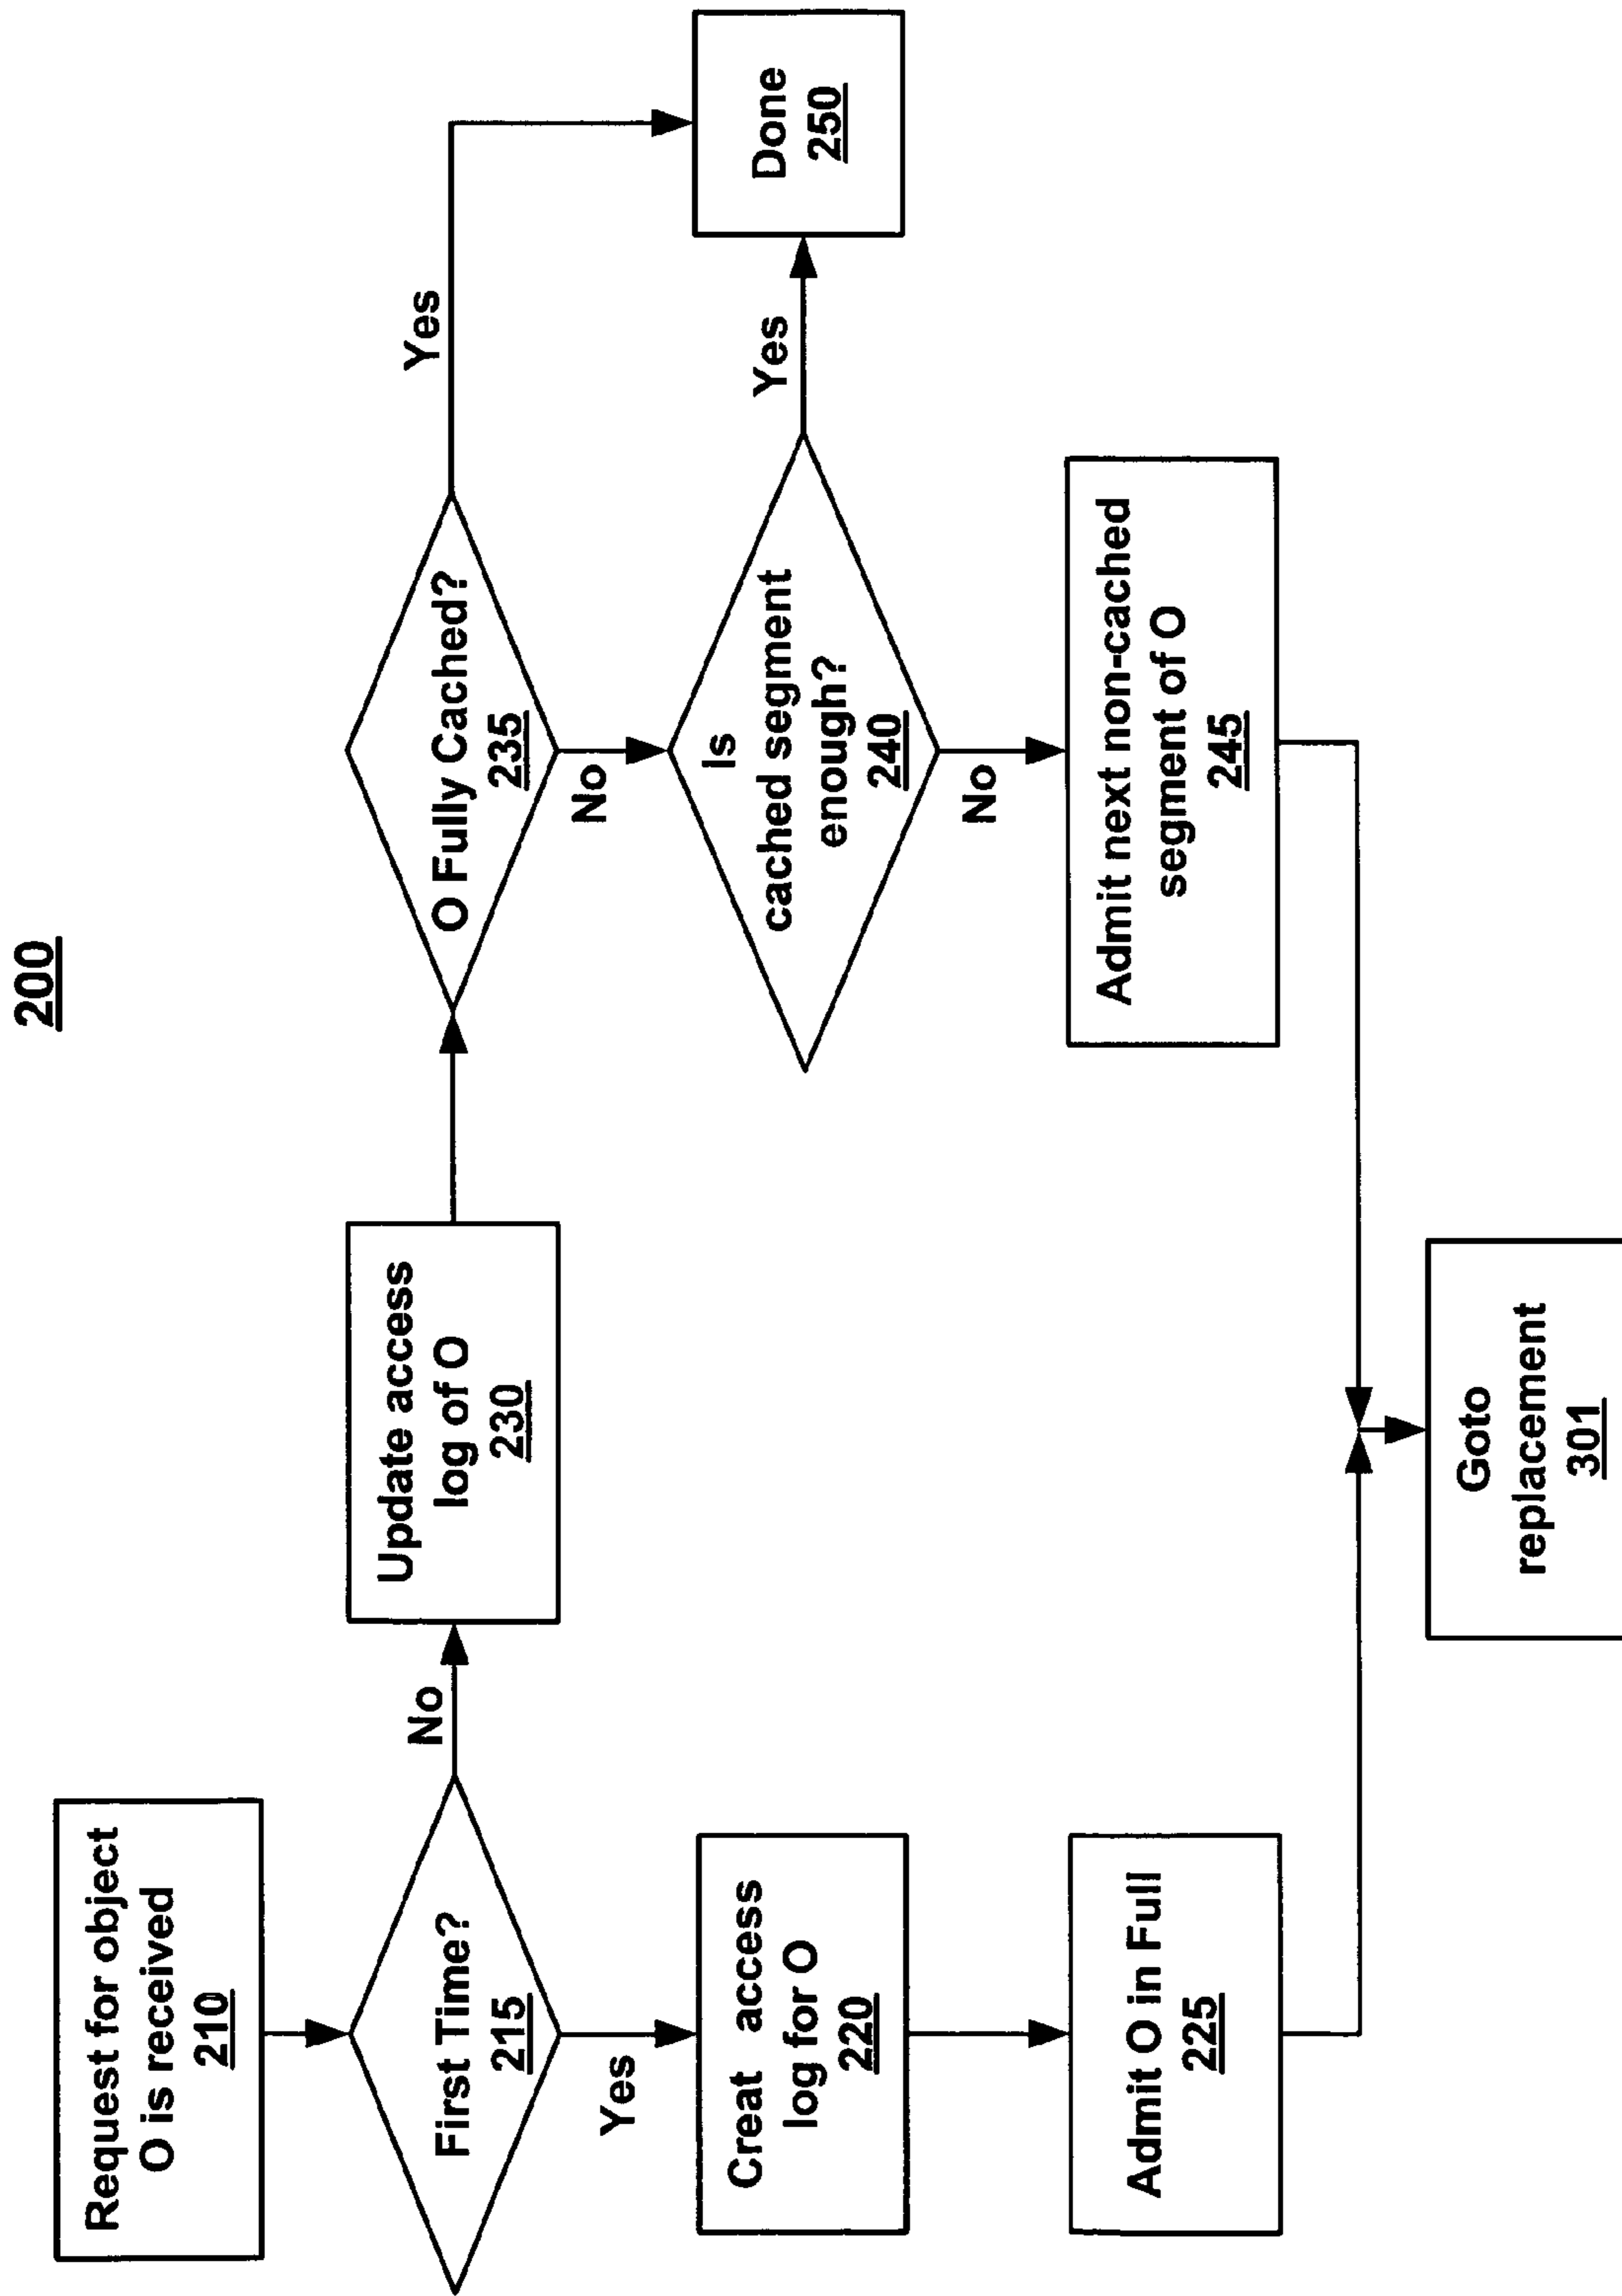 200
Request for object
O is received
210
First Time?
215
No
Yes
Creat access
log for O
220
Admit O in Full
225
Update access
log of O
230
O Fully Cached?
235
Yes
No
Is
cached segment
enough?
240
Yes
No
Admit next non-cached
segment of O
245
Done
250
Goto
replacement
301